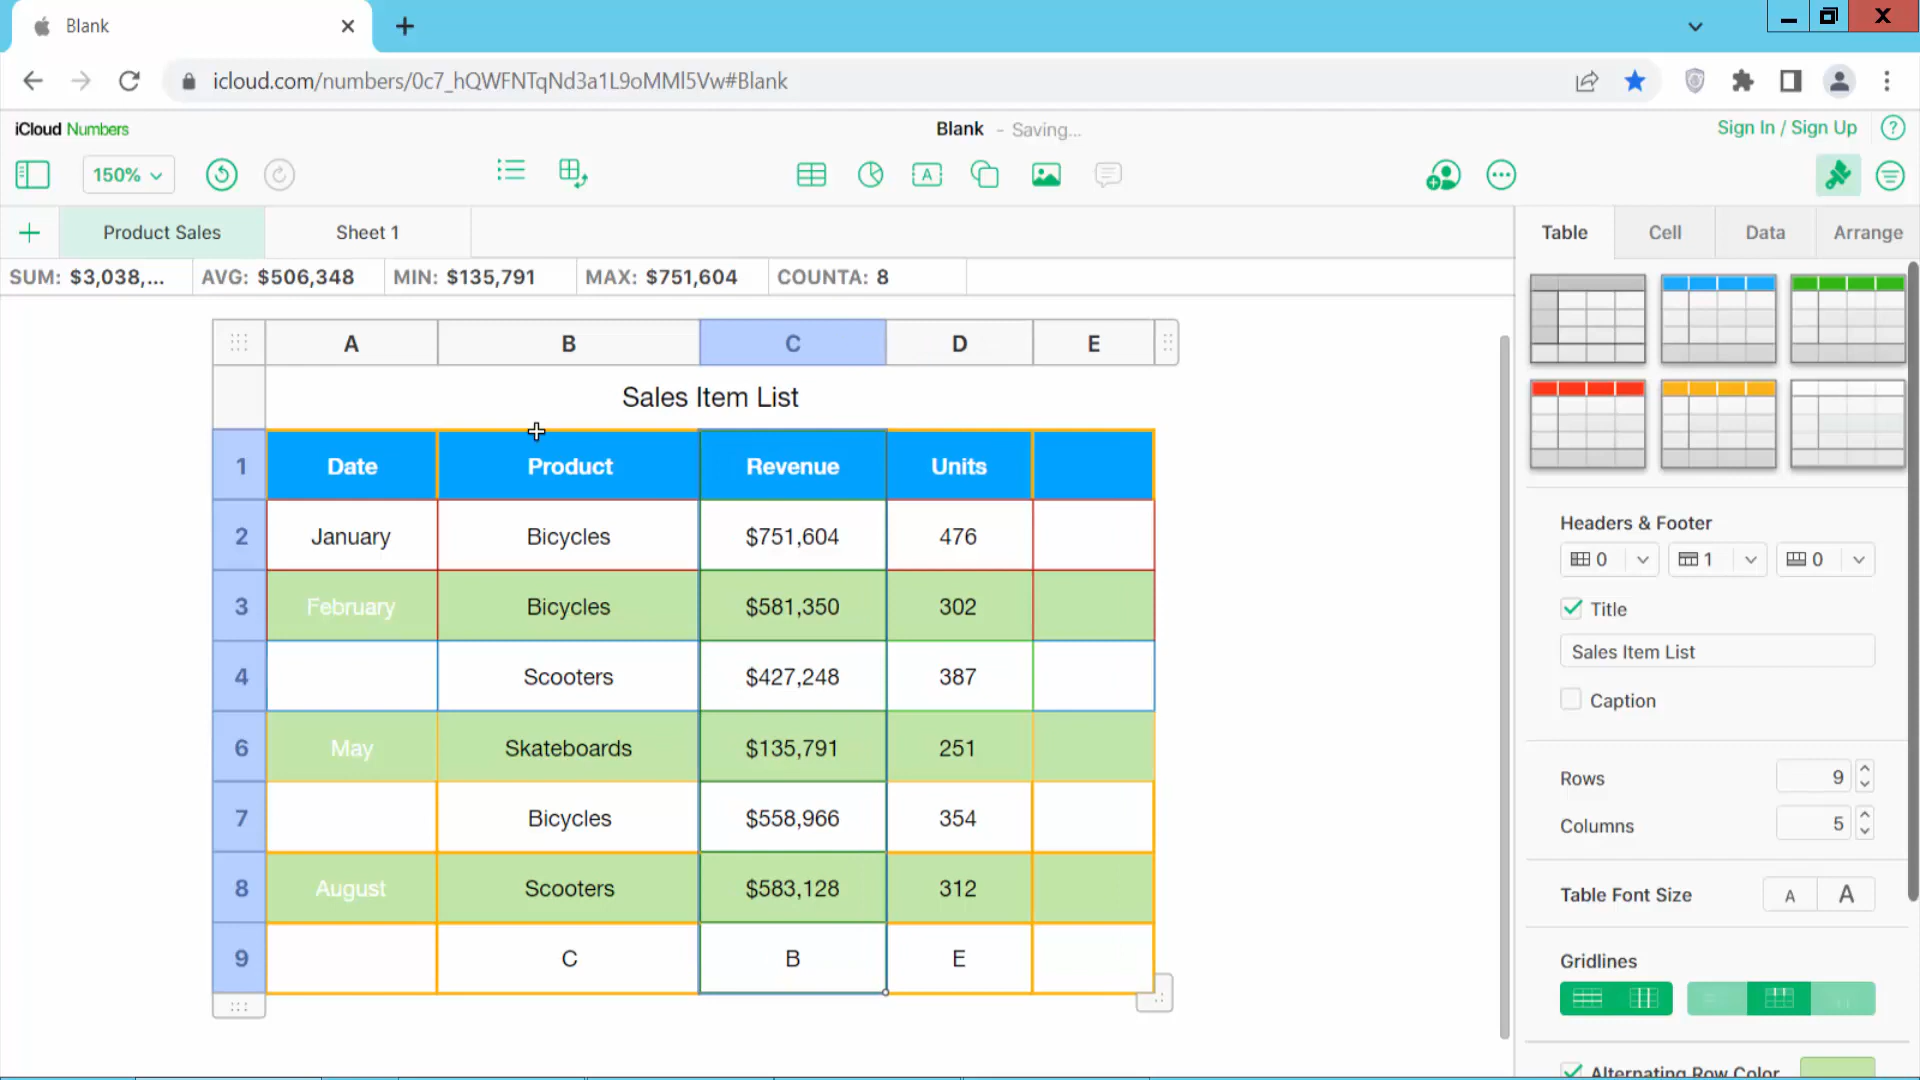 Blank
icloud.com/numbers/0c7_hQWFNTqNd3a1L9oMMl5Vw#Blank
iCloud Numbers
Blank - Saving...
Sign In / Sign Up
?
150%
A
Product Sales
Sheet 1
Table
Cell
Data
Arrange
SUM: $3,038,...
AVG: $506,348
MIN: $135,791
MAX: $751,604
COUNTA: 8
A B C D E
Sales Item List
1 Date Product Revenue Units
2 January Bicycles $751,604 476
3 February Bicycles $581,350 302
4 Scooters $427,248 387
6 May Skateboards $135,791 251
7 Bicycles $558,966 354
8 August Scooters $583,128 312
9 C B E
Headers & Footer
0 1 0
Title
Sales Item List
Caption
Rows 9
Columns 5
Table Font Size A A
Gridlines
Alternating Row Color